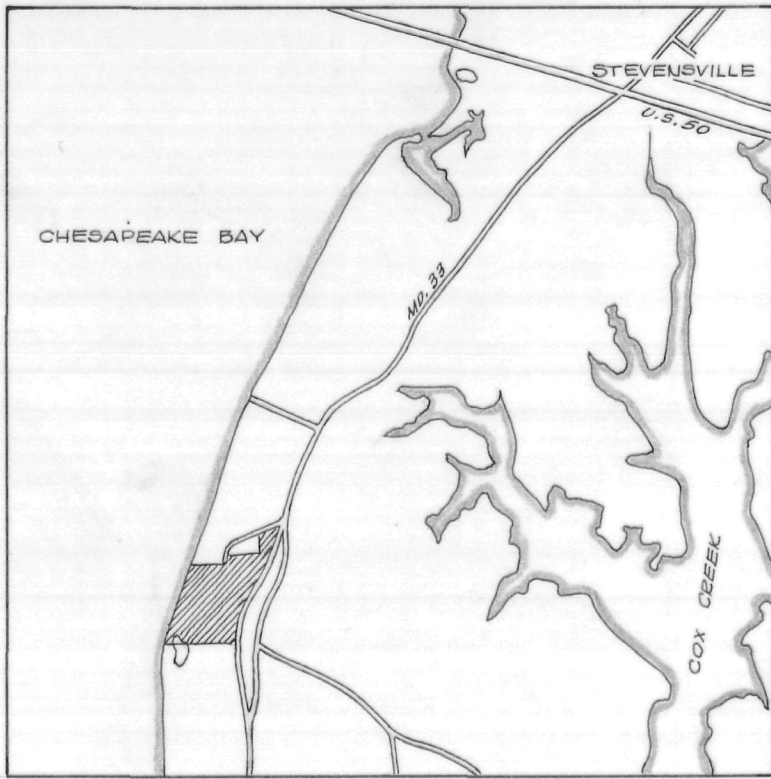 STEVENSVILLE
U.S. 50
CHESAPEAKE BAY
MD. 33
COX CREEK